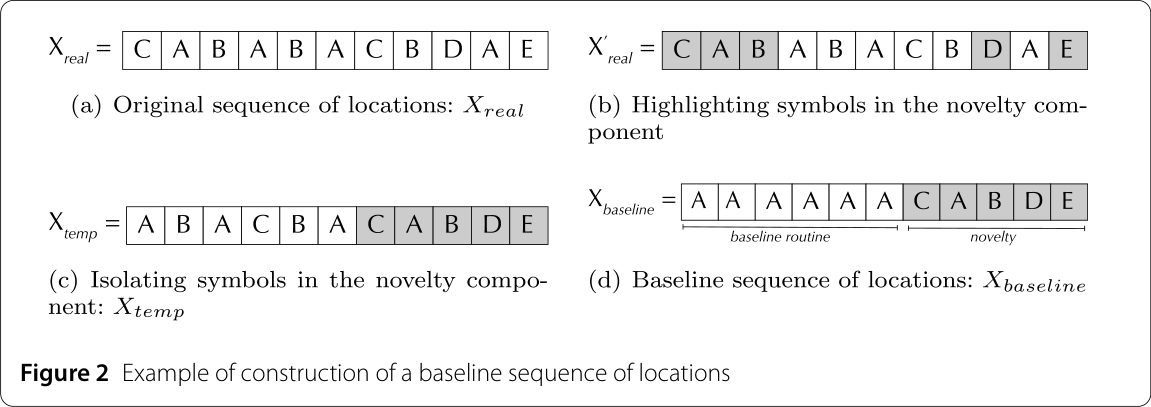 X_real = C A B A B A C B D A E
(a) Original sequence of locations: X_real
X′_real = C A B A B A C B D A E
(b) Highlighting symbols in the novelty com-
ponent
X_temp = A B A C B A C A B D E
(c) Isolating symbols in the novelty compo-
nent: X_temp
X_baseline = A A A A A A C A B D E
baseline routine novelty
(d) Baseline sequence of locations: X_baseline
Figure 2 Example of construction of a baseline sequence of locations